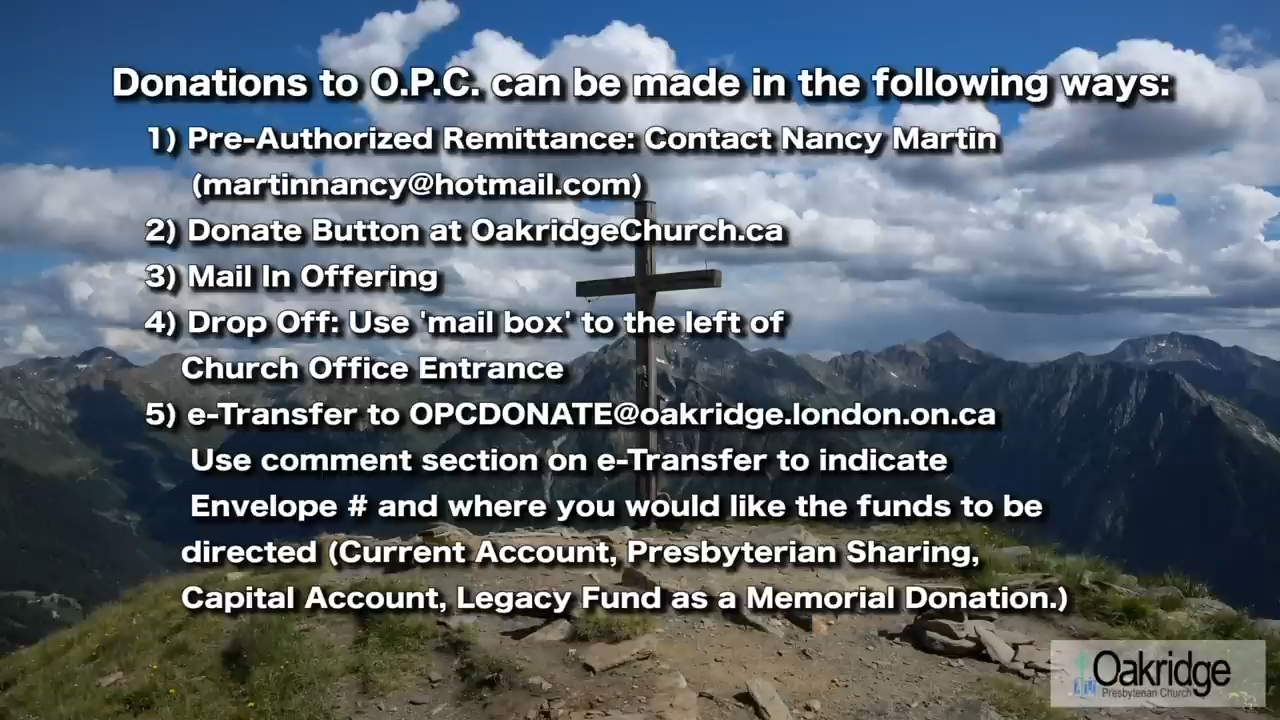 Donations to O.P.C. can be made in the following ways:
1) Pre-Authorized Remittance: Contact Nancy Martin
(martinnancy@hotmail.com)
2) Donate Button at OakridgeChurch.ca
3) Mail In Offering
4) Drop Off: Use 'mail box' to the left of
Church Office Entrance
5) e-Transfer to OPCDONATE@oakridge.london.on.ca
Use comment section on e-Transfer to indicate
Envelope # and where you would like the funds to be
directed (Current Account, Presbyterian Sharing,
Capital Account, Legacy Fund as a Memorial Donation.)
Oakridge
Presbyterian Church